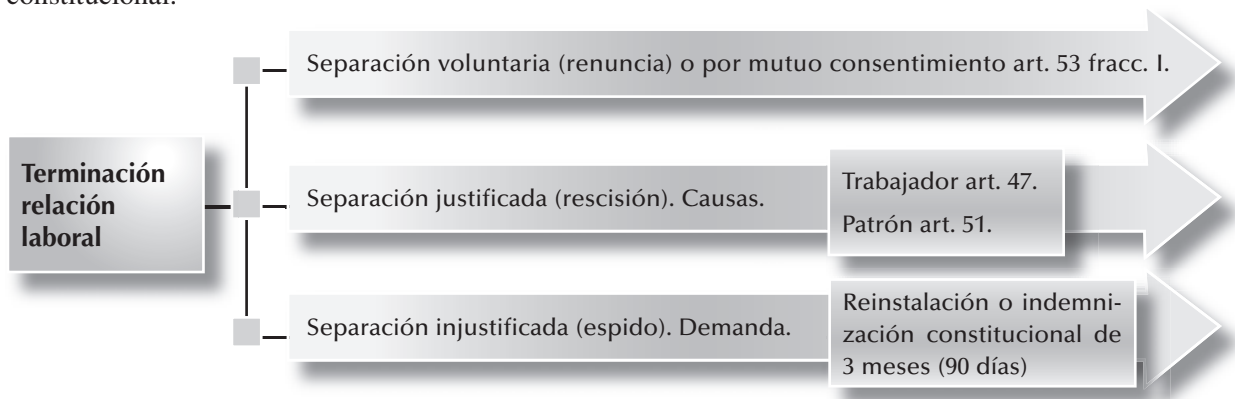 constitucional.
Separación voluntaria (renuncia) o por mutuo consentimiento art. 53 fracc. I.
Terminación
relación
laboral
Separación justificada (rescisión). Causas.
Trabajador art. 47.
Patrón art. 51.
Separación injustificada (espido). Demanda.
Reinstalación o indemni-
zación constitucional de
3 meses (90 días)